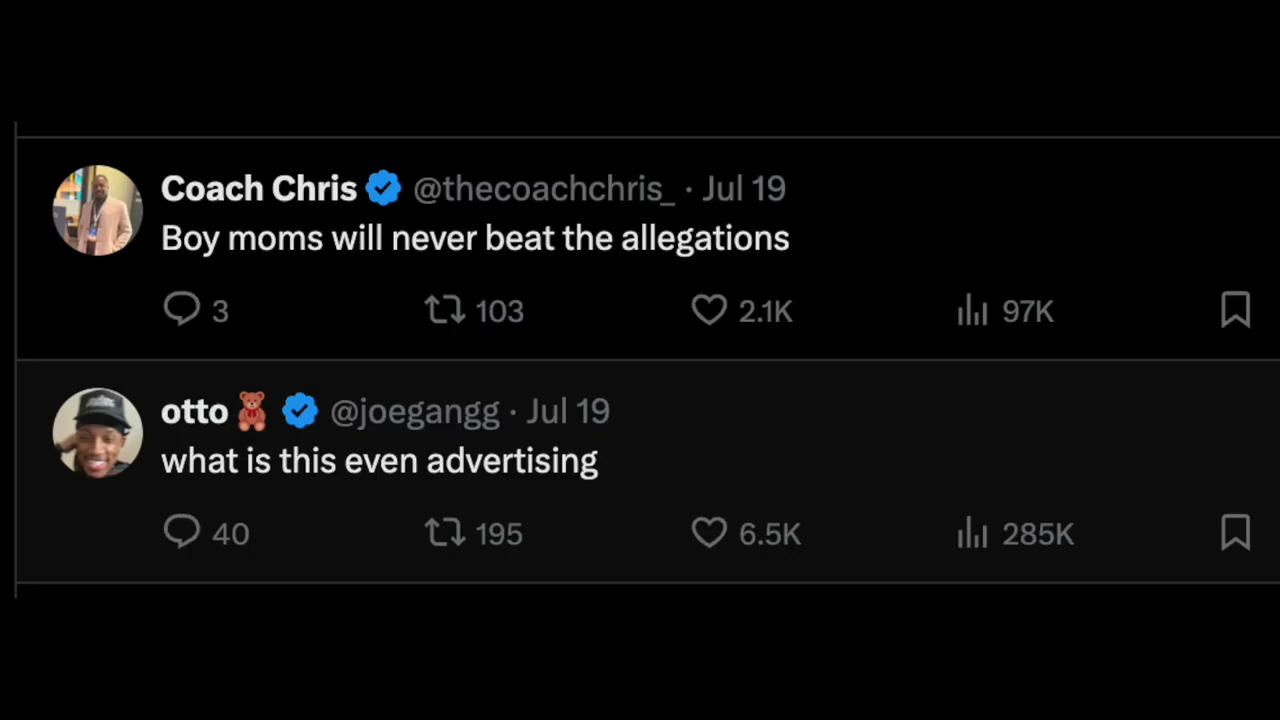 Coach Chris @thecoachchris_ · Jul 19
Boy moms will never beat the allegations
3 103 2.1K 97K
otto🧸 @joegangg · Jul 19
what is this even advertising
40 195 6.5K 285K